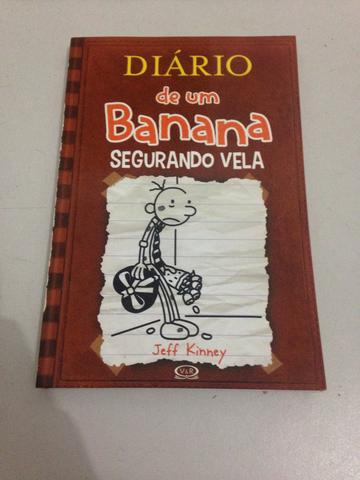 DIÁRIO
de um
Banana
SEGURANDO VELA
Jeff Kinney
V&R